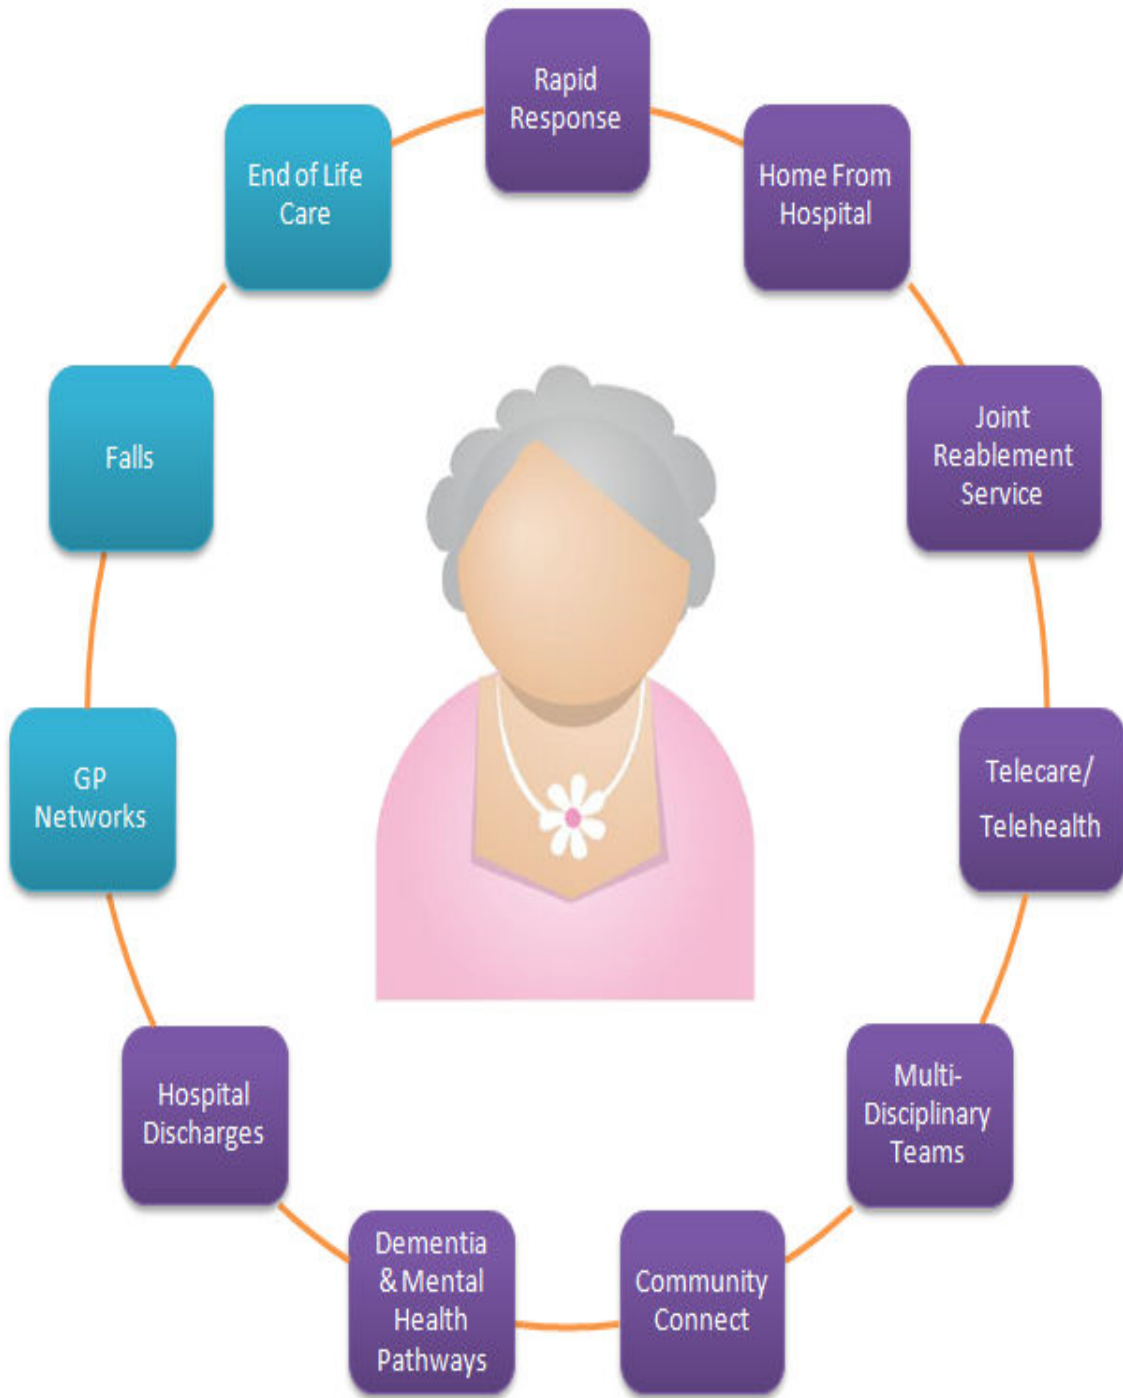 Rapid
Response
Home From
Hospital
Joint
Reablement
Service
Telecare/
Telehealth
Multi-
Disciplinary
Teams
Community
Connect
Dementia
& Mental
Health
Pathways
Hospital
Discharges
GP
Networks
Falls
End of Life
Care